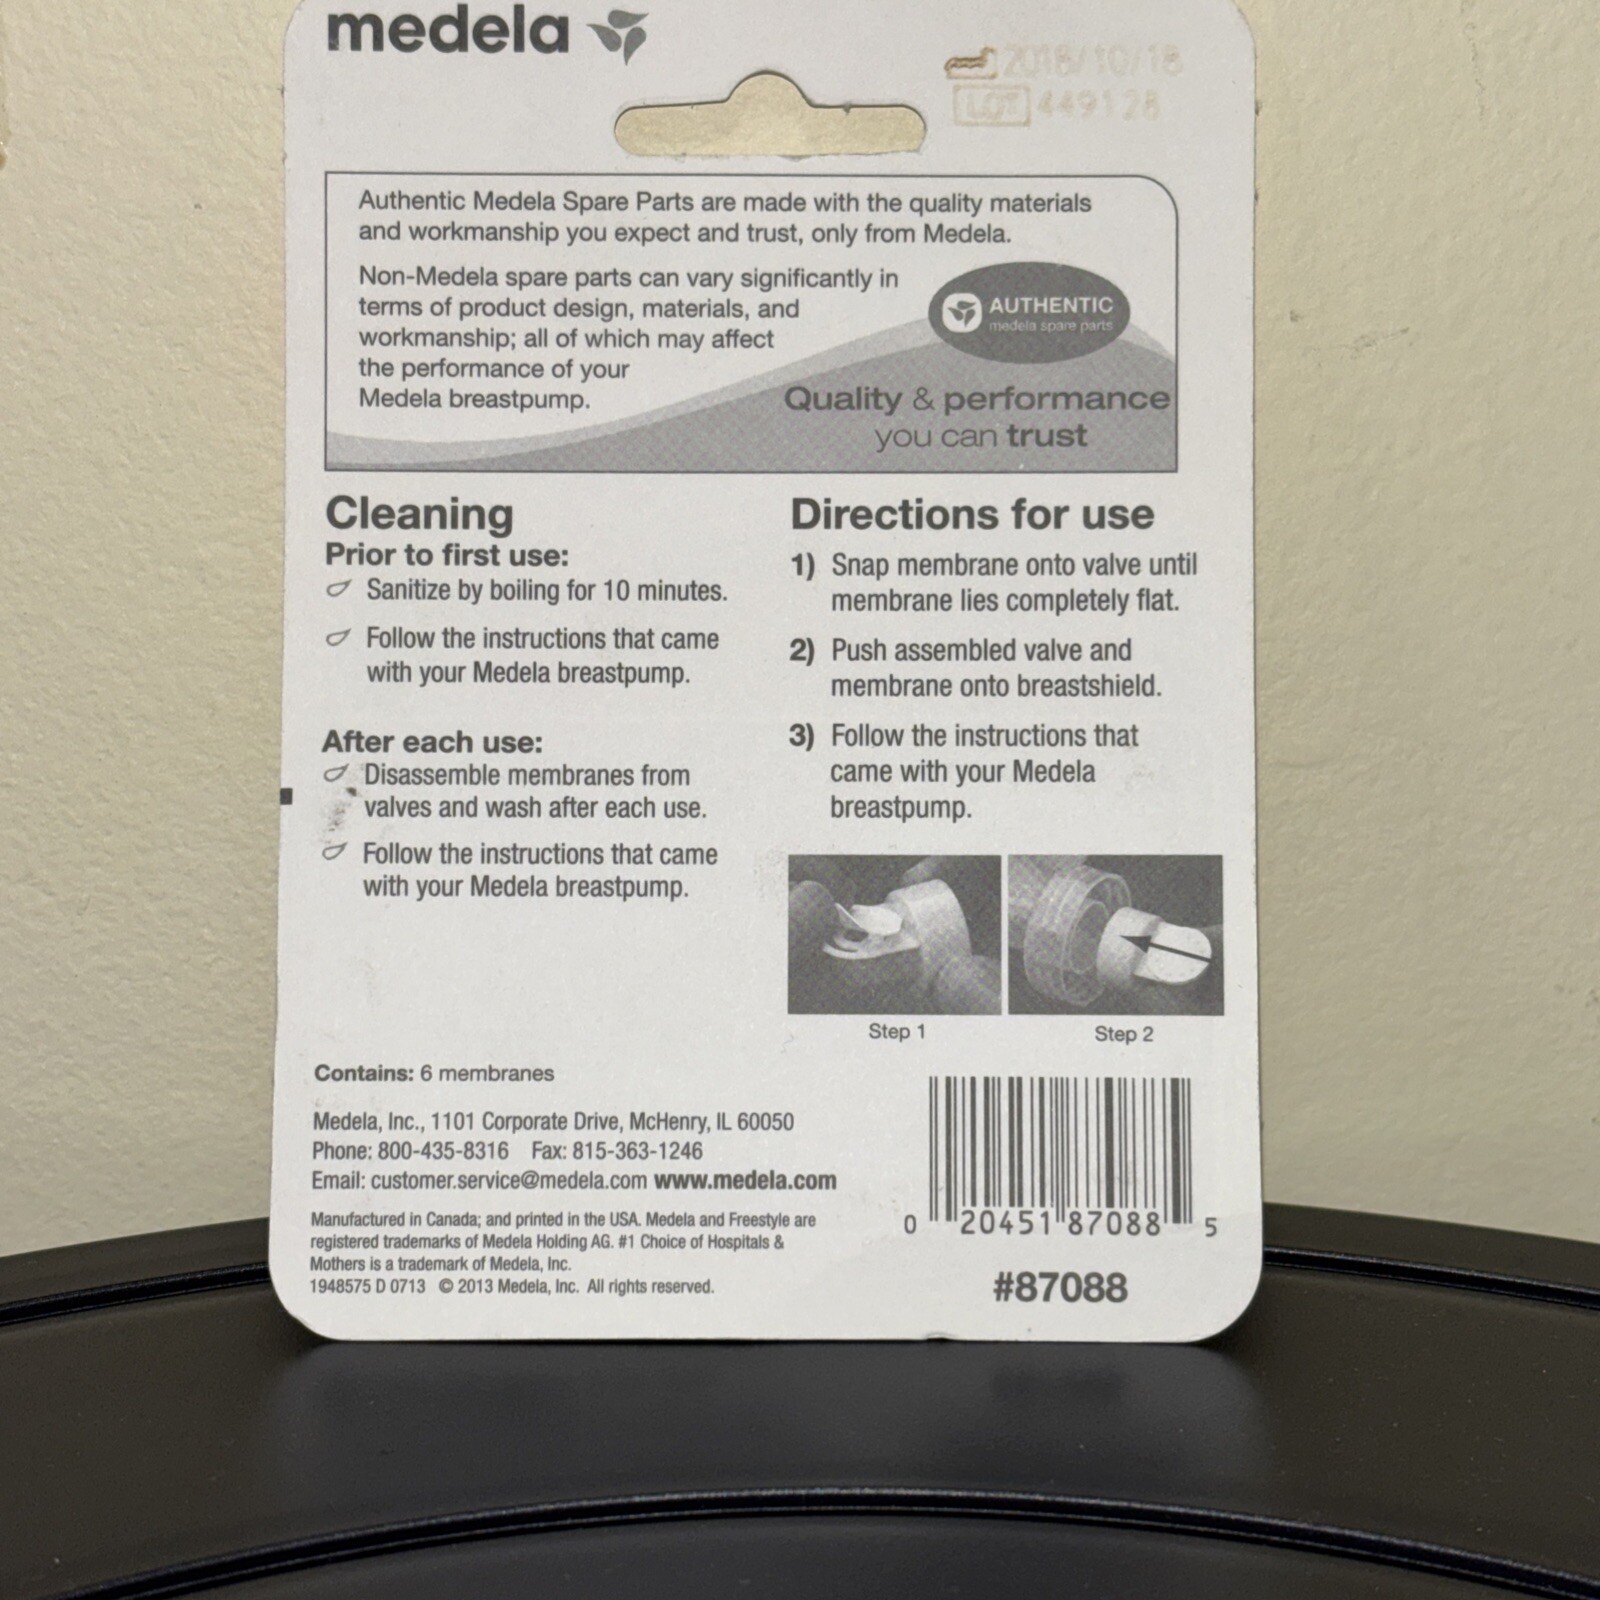 medela
2018/10/18
LOT 449128
Authentic Medela Spare Parts are made with the quality materials
and workmanship you expect and trust, only from Medela.
Non-Medela spare parts can vary significantly in
terms of product design, materials, and
workmanship; all of which may affect
the performance of your
Medela breastpump.
AUTHENTIC
medela spare parts
Quality & performance
you can trust
Cleaning
Prior to first use:
Sanitize by boiling for 10 minutes.
Follow the instructions that came
with your Medela breastpump.
After each use:
Disassemble membranes from
valves and wash after each use.
Follow the instructions that came
with your Medela breastpump.
Directions for use
1) Snap membrane onto valve until
membrane lies completely flat.
2) Push assembled valve and
membrane onto breastshield.
3) Follow the instructions that
came with your Medela
breastpump.
Step 1
Step 2
Contains: 6 membranes
Medela, Inc., 1101 Corporate Drive, McHenry, IL 60050
Phone: 800-435-8316 Fax: 815-363-1246
Email: customer.service@medela.com www.medela.com
Manufactured in Canada; and printed in the USA. Medela and Freestyle are
registered trademarks of Medela Holding AG. #1 Choice of Hospitals &
Mothers is a trademark of Medela, Inc.
1948575 D 0713 © 2013 Medela, Inc. All rights reserved.
0 20451 87088 5
#87088